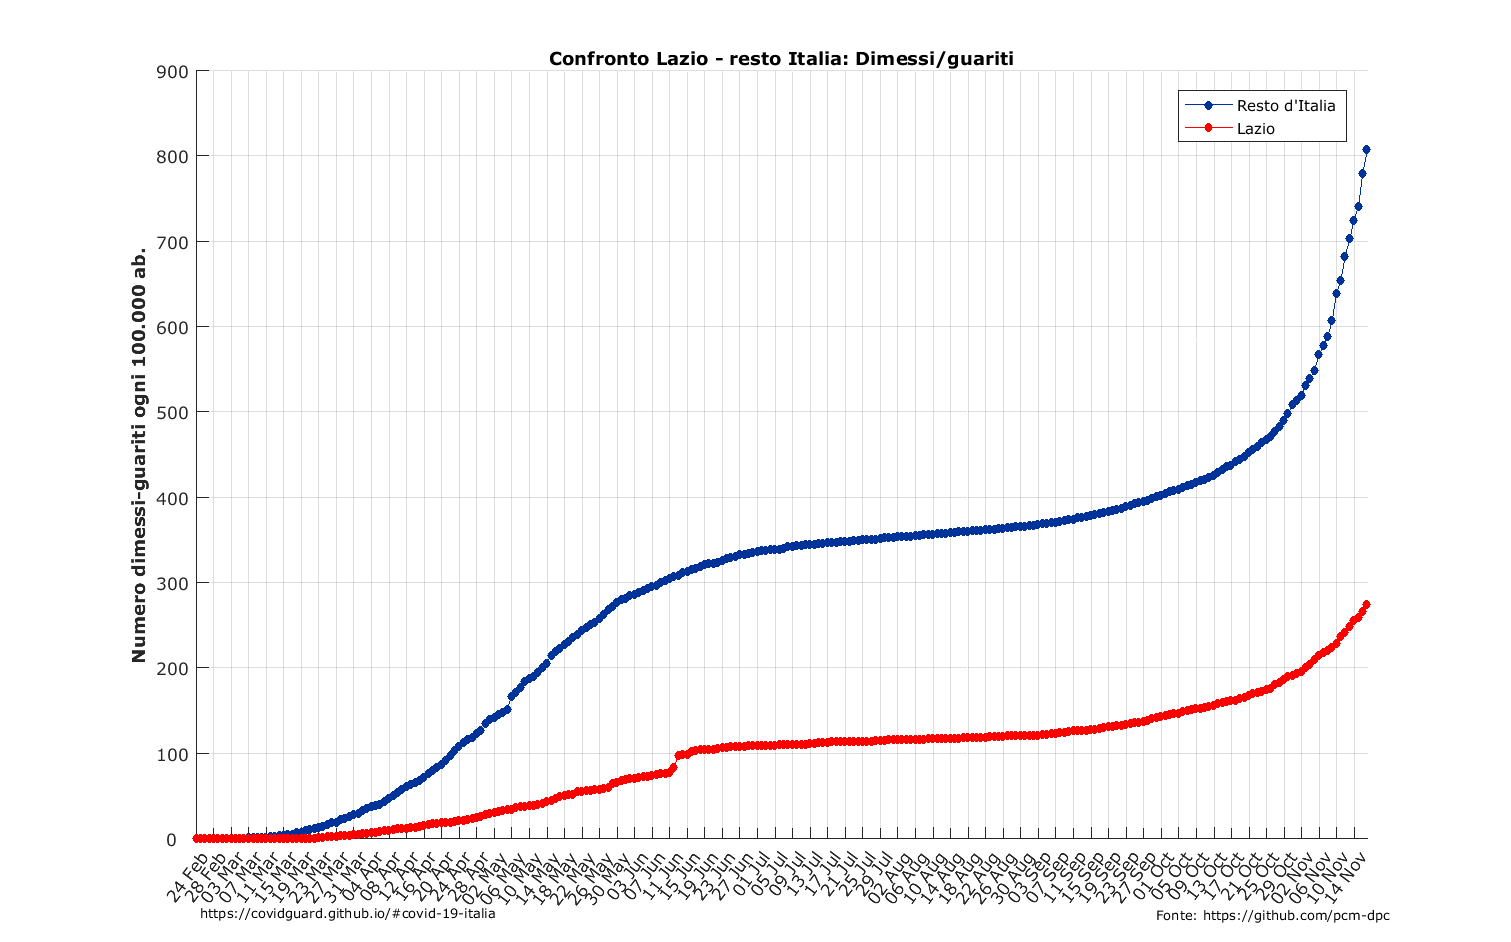 Confronto Lazio - resto Italia: Dimessi/guariti
Resto d'Italia
Lazio
Numero dimessi-guariti ogni 100.000 ab.
900
800
700
600
500
400
300
200
100
0
24 Feb
28 Feb
03 Mar
07 Mar
11 Mar
15 Mar
19 Mar
23 Mar
27 Mar
31 Mar
04 Apr
08 Apr
12 Apr
16 Apr
20 Apr
24 Apr
28 Apr
02 May
06 May
10 May
14 May
18 May
22 May
26 May
30 May
03 Jun
07 Jun
11 Jun
15 Jun
19 Jun
23 Jun
27 Jun
01 Jul
05 Jul
09 Jul
13 Jul
17 Jul
21 Jul
25 Jul
29 Jul
02 Aug
06 Aug
10 Aug
14 Aug
18 Aug
22 Aug
26 Aug
30 Aug
03 Sep
07 Sep
11 Sep
15 Sep
19 Sep
23 Sep
27 Sep
01 Oct
05 Oct
09 Oct
13 Oct
17 Oct
21 Oct
25 Oct
29 Oct
02 Nov
06 Nov
10 Nov
14 Nov
https://covidguard.github.io/#covid-19-italia
Fonte: https://github.com/pcm-dpc